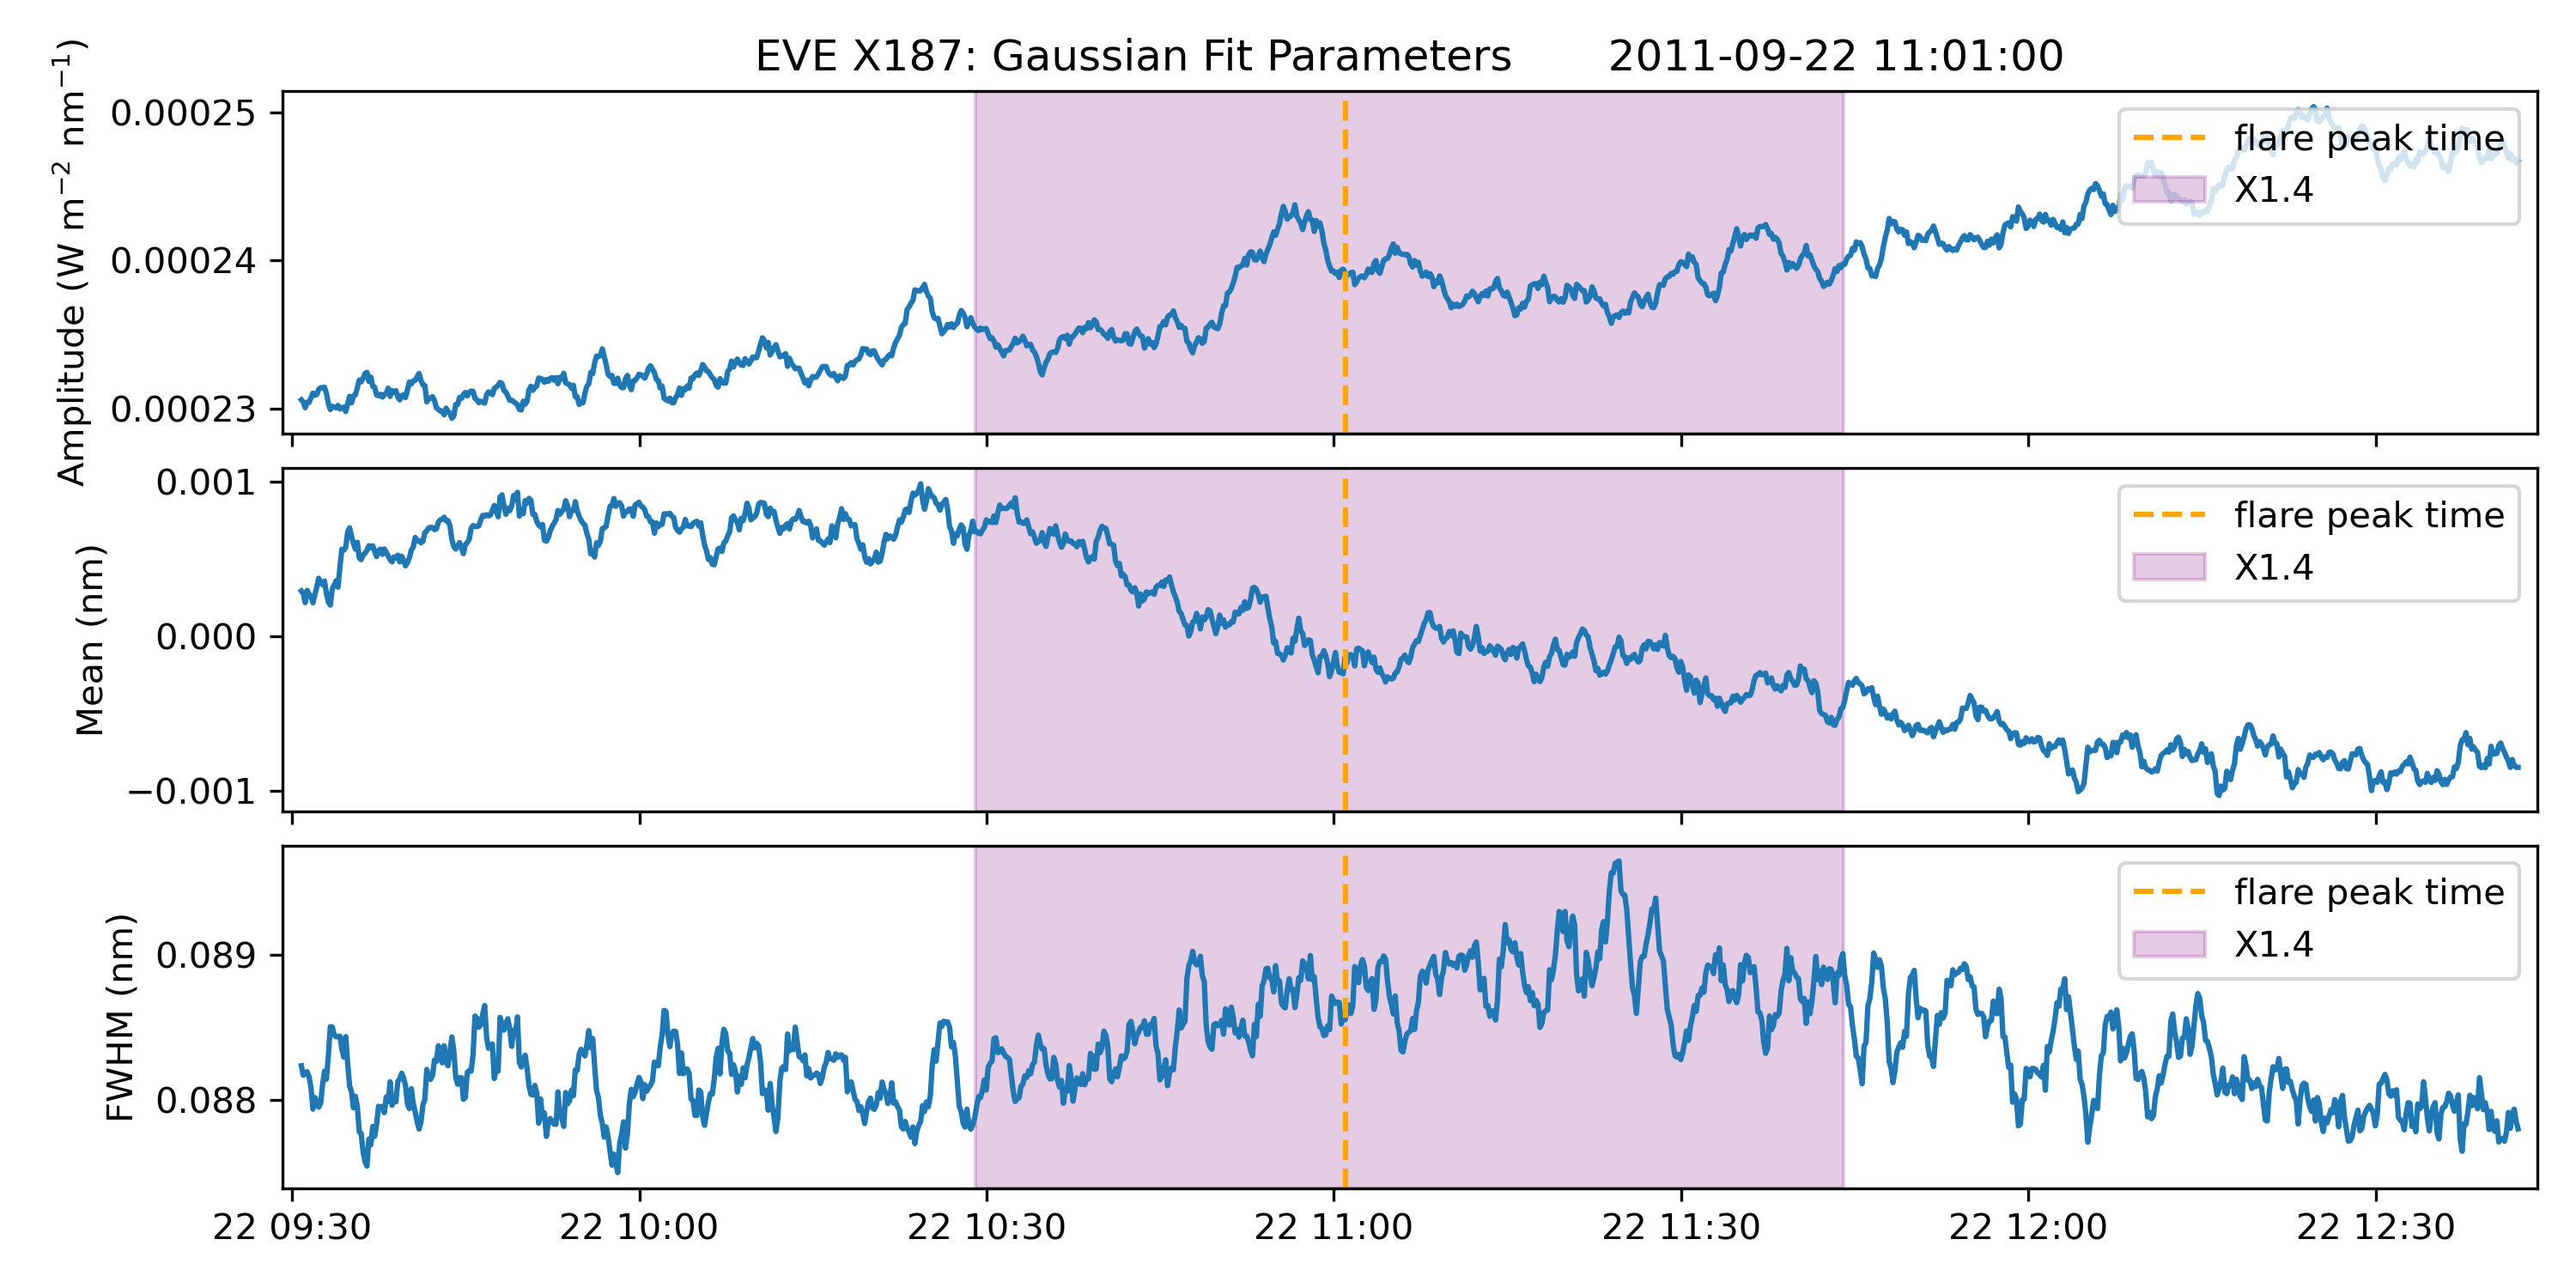 EVE X187: Gaussian Fit Parameters 2011-09-22 11:01:00
Amplitude (W m⁻² nm⁻¹)
0.00025
0.00024
0.00023
flare peak time
X1.4
Mean (nm)
0.001
0.000
−0.001
flare peak time
X1.4
FWHM (nm)
0.089
0.088
flare peak time
X1.4
22 09:30 22 10:00 22 10:30 22 11:00 22 11:30 22 12:00 22 12:30